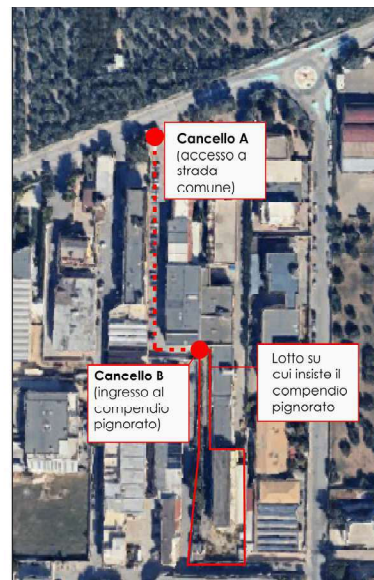 Cancello A
(accesso a
strada
comune)
Cancello B
(ingresso al
compendio
pignorato)
Lotto su
cui insiste il
compendio
pignorato